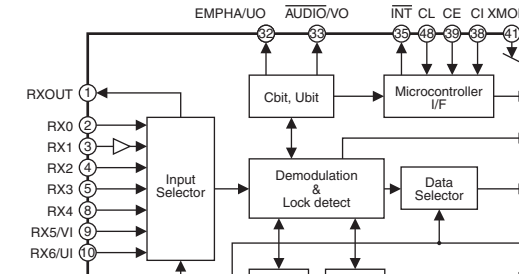 EMPHA/UO AUDIO/VO INT CL CE CI XMO
32 33 35 48 39 38 41
RXOUT 1
Cbit, Ubit
Microcontroller
I/F
RX0 2
RX1 3
RX2 4
RX3 5
RX4 8
RX5/VI 9
RX6/UI 10
Input
Selector
Demodulation
&
Lock detect
Data
Selector